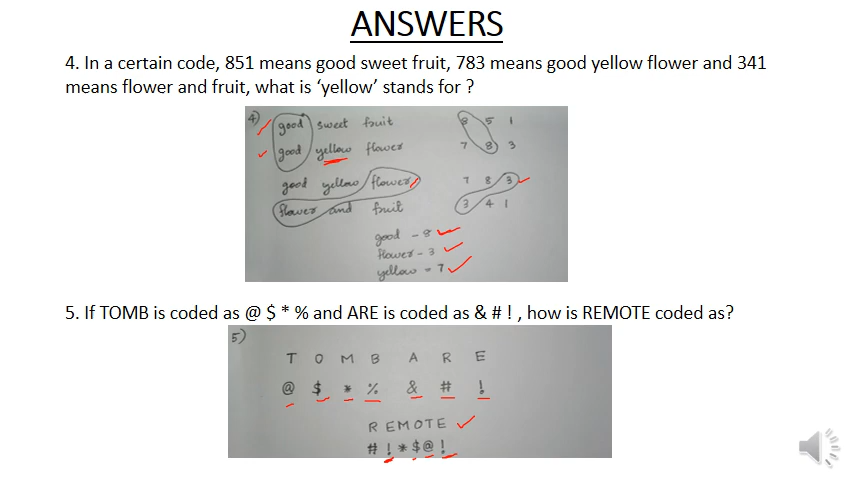 ANSWERS
4. In a certain code, 851 means good sweet fruit, 783 means good yellow flower and 341
means flower and fruit, what is ‘yellow’ stands for ?
4) good sweet fruit 8 5 1
good yellow flower 7 8 3
good yellow flower 7 8 3
flower and fruit 3 4 1
good - 8
flower - 3
yellow = 7
5. If TOMB is coded as @ $ * % and ARE is coded as & # ! , how is REMOTE coded as?
5)
T O M B A R E
@ $ * % & # !
REMOTE
# ! * $ @ !